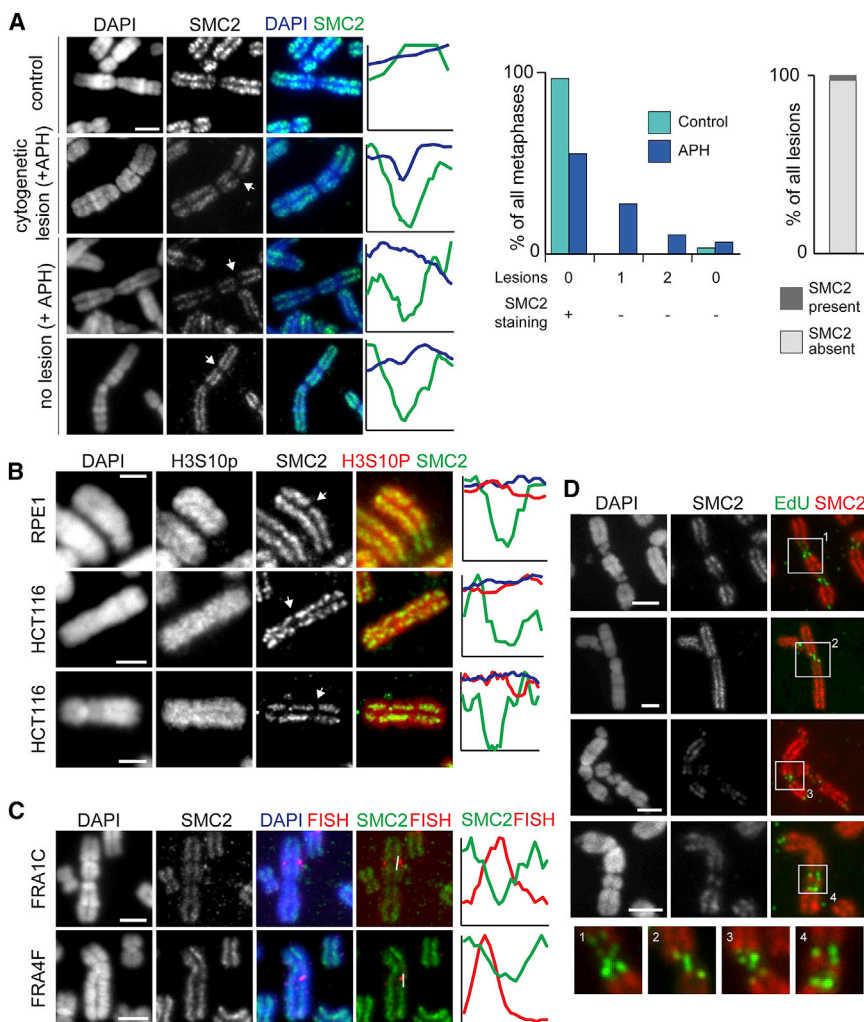 A
DAPI SMC2 DAPI SMC2
control
cytogenetic
lesion (+APH)
no lesion (+ APH)
100
% of all metaphases
0
Control
APH
Lesions 0 1 2 0
SMC2
staining + - - -
100
% of all lesions
0
SMC2
present
SMC2
absent
B
DAPI H3S10p SMC2 H3S10P SMC2
RPE1
HCT116
HCT116
C
DAPI SMC2 DAPI FISH SMC2 FISH SMC2 FISH
FRA1C
FRA4F
D
DAPI SMC2 EdU SMC2
1
2
3
4
1 2 3 4